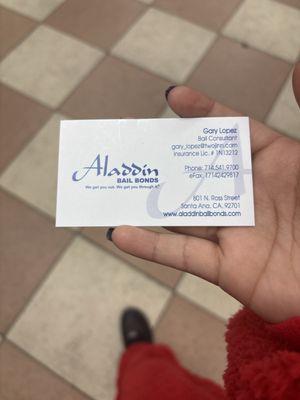 Aladdin
BAIL BONDS
We get you out. We get you through it.®
Gary Lopez
Bail Consultant
gary_lopez@twojinn.com
Insurance Lic. # 1N13212
Phone: 714.541.9700
eFax: 17142429817
801 N. Ross Street
Santa Ana, CA. 92701
www.aladdinbailbonds.com